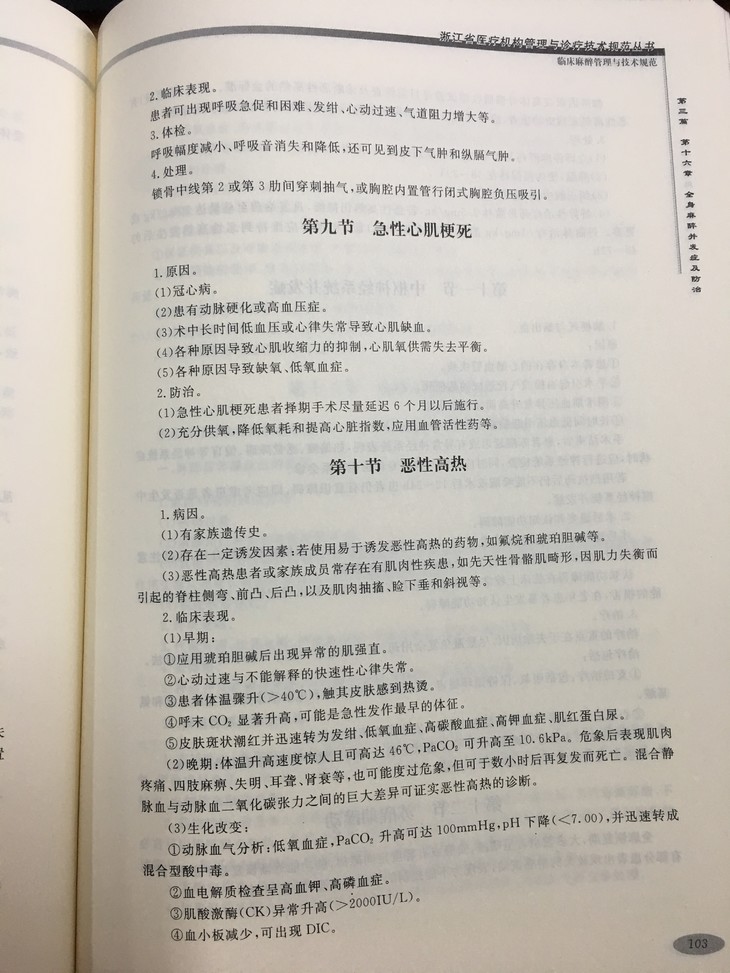 浙江省医疗机构管理与诊疗技术规范丛书
临床麻醉管理与技术规范
第三篇 第十六章 全身麻醉并发症及防治
2.临床表现。
患者可出现呼吸急促和困难、发绀、心动过速、气道阻力增大等。
3.体检。
呼吸幅度减小、呼吸音消失和降低,还可见到皮下气肿和纵膈气肿。
4.处理。
锁骨中线第2或第3肋间穿刺抽气,或胸腔内置管行闭式胸腔负压吸引。
第九节 急性心肌梗死
1.原因。
(1)冠心病。
(2)患有动脉硬化或高血压症。
(3)术中长时间低血压或心律失常导致心肌缺血。
(4)各种原因导致心肌收缩力的抑制,心肌氧供需失去平衡。
(5)各种原因导致缺氧、低氧血症。
2.防治。
(1)急性心肌梗死患者择期手术尽量延迟6个月以后施行。
(2)充分供氧,降低氧耗和提高心脏指数,应用血管活性药等。
第十节 恶性高热
1.病因。
(1)有家族遗传史。
(2)存在一定诱发因素:若使用易于诱发恶性高热的药物,如氟烷和琥珀胆碱等。
(3)恶性高热患者或家族成员常存在有肌肉性疾患,如先天性骨骼肌畸形,因肌力失衡而
引起的脊柱侧弯、前凸、后凸,以及肌肉抽搐、睑下垂和斜视等。
2.临床表现。
(1)早期:
①应用琥珀胆碱后出现异常的肌强直。
②心动过速与不能解释的快速性心律失常。
③患者体温骤升(>40℃),触其皮肤感到热烫。
④呼末CO₂显著升高,可能是急性发作最早的体征。
⑤皮肤斑状潮红并迅速转为发绀、低氧血症、高碳酸血症、高钾血症、肌红蛋白尿。
(2)晚期:体温升高速度惊人且可高达46℃,PaCO₂可升高至10.6kPa。危象后表现肌肉
疼痛、四肢麻痹、失明、耳聋、肾衰等,也可能度过危象,但可于数小时后再复发而死亡。混合静
脉血与动脉血二氧化碳张力之间的巨大差异可证实恶性高热的诊断。
(3)生化改变:
①动脉血气分析:低氧血症,PaCO₂升高可达100mmHg,pH下降(<7.00),并迅速转成
混合型酸中毒。
②血电解质检查呈高血钾、高磷血症。
③肌酸激酶(CK)异常升高(>2000IU/L)。
④血小板减少,可出现DIC。
103